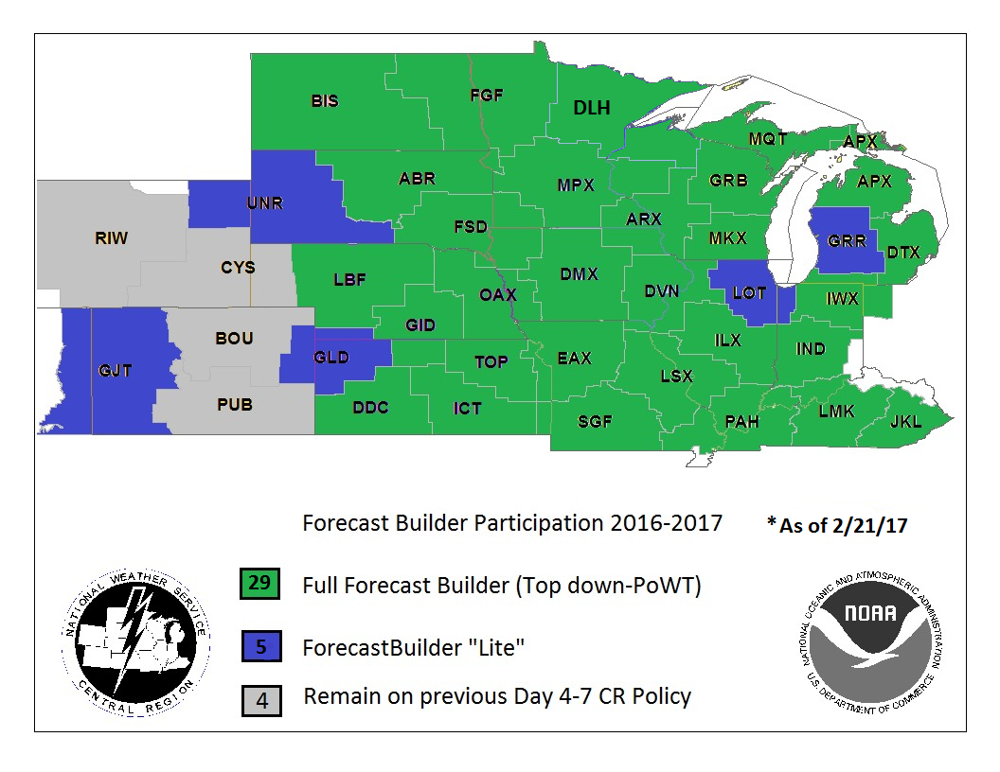 BIS
FGF
DLH
MQT
APX
ABR
MPX
GRB
APX
UNR
FSD
ARX
RIW
MKX
GRR
DTX
CYS
LBF
DMX
DVN
OAX
LOT
IWX
GID
BOU
ILX
IND
GJT
GLD
TOP
EAX
LSX
PUB
DDC
ICT
SGF
PAH
LMK
JKL
Forecast Builder Participation 2016-2017
*As of 2/21/17
29 Full Forecast Builder (Top down-PoWT)
5 ForecastBuilder "Lite"
4 Remain on previous Day 4-7 CR Policy
NATIONAL WEATHER SERVICE
CENTRAL REGION
NATIONAL OCEANIC AND ATMOSPHERIC ADMINISTRATION
NOAA
U.S. DEPARTMENT OF COMMERCE